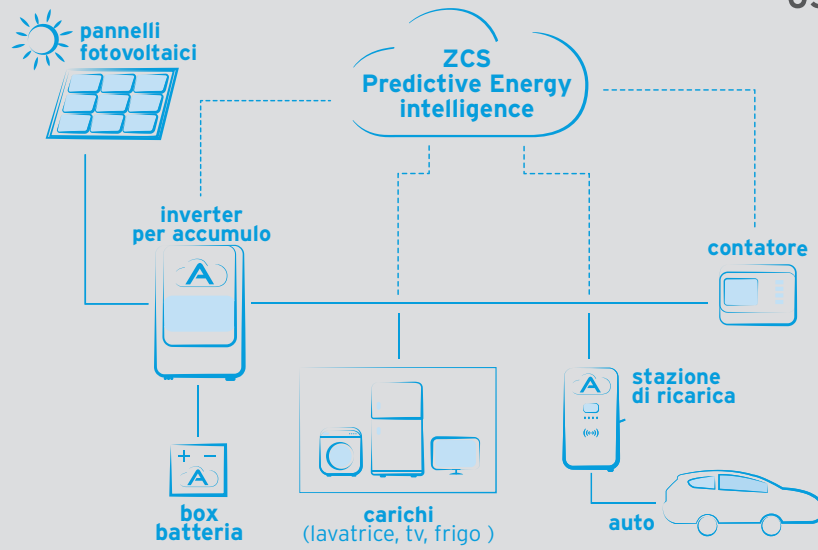 pannelli
fotovoltaici
ZCS
Predictive Energy
intelligence
inverter
per accumulo
contatore
A
A
stazione
di ricarica
+ -
A
box
batteria
carichi
(lavatrice, tv, frigo )
auto